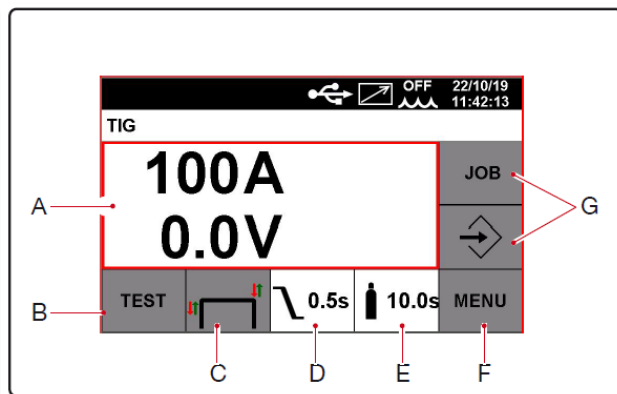 OFF 22/10/19
11:42:13
TIG
100A
0.0V
JOB
TEST
0.5s
10.0s
MENU
A
B
C
D
E
F
G